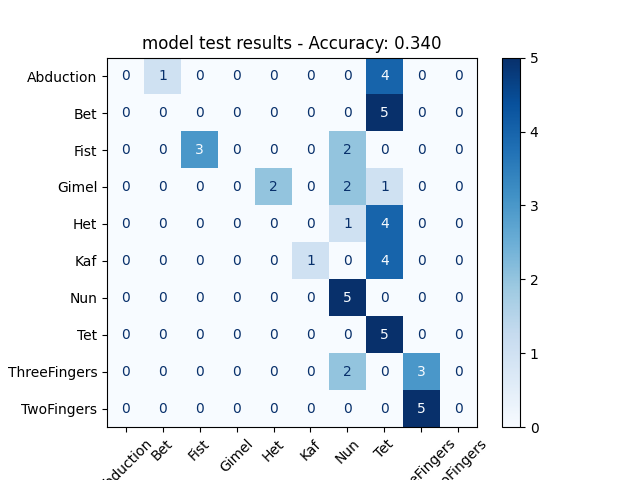 model test results - Accuracy: 0.340
Abduction 0 1 0 0 0 0 0 4 0 0
Bet 0 0 0 0 0 0 0 5 0 0
Fist 0 0 3 0 0 0 2 0 0 0
Gimel 0 0 0 0 2 0 2 1 0 0
Het 0 0 0 0 0 0 1 4 0 0
Kaf 0 0 0 0 0 1 0 4 0 0
Nun 0 0 0 0 0 0 5 0 0 0
Tet 0 0 0 0 0 0 0 5 0 0
ThreeFingers 0 0 0 0 0 0 2 0 3 0
TwoFingers 0 0 0 0 0 0 0 0 5 0
Bet Fist Gimel Het Kaf Nun Tet
5
4
3
2
1
0